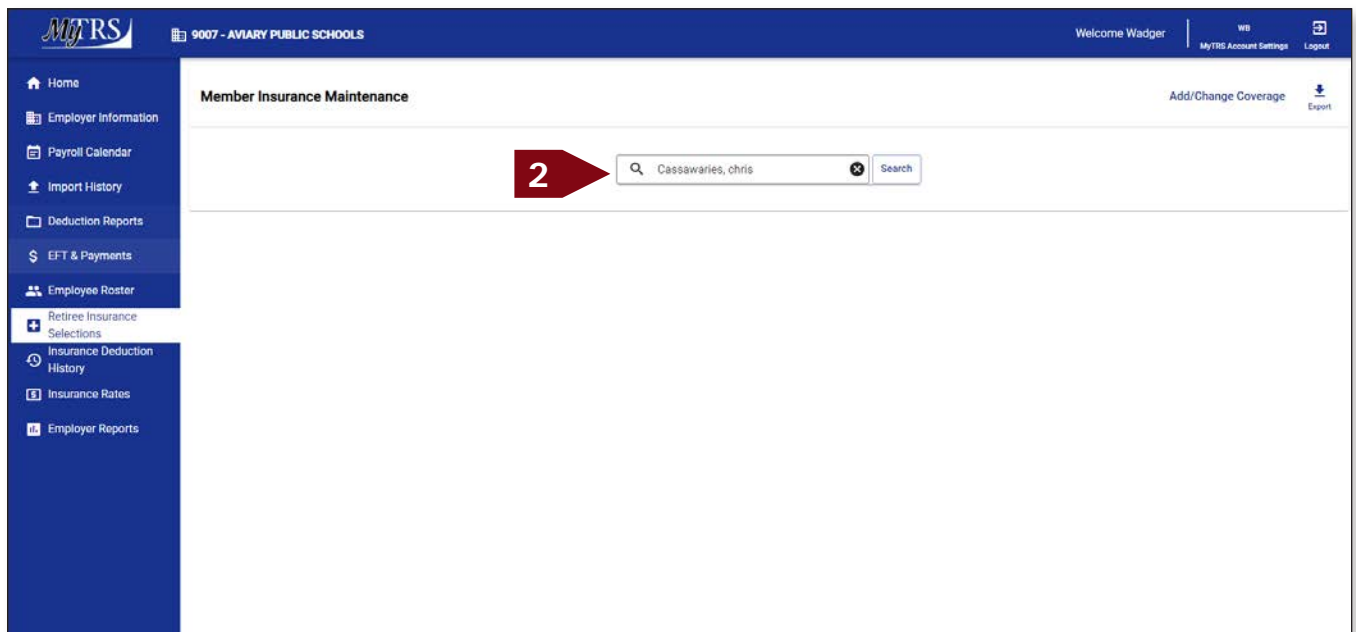 MyTRS
9007 - AVIARY PUBLIC SCHOOLS
Welcome Wadger
WB
MyTRS Account Settings
Logout
Home
Employer Information
Payroll Calendar
Import History
Deduction Reports
$ EFT & Payments
Employee Roster
Retiree Insurance
Selections
Insurance Deduction
History
Insurance Rates
Employer Reports
Member Insurance Maintenance
Add/Change Coverage
Export
2
Cassawaries, chris
Search